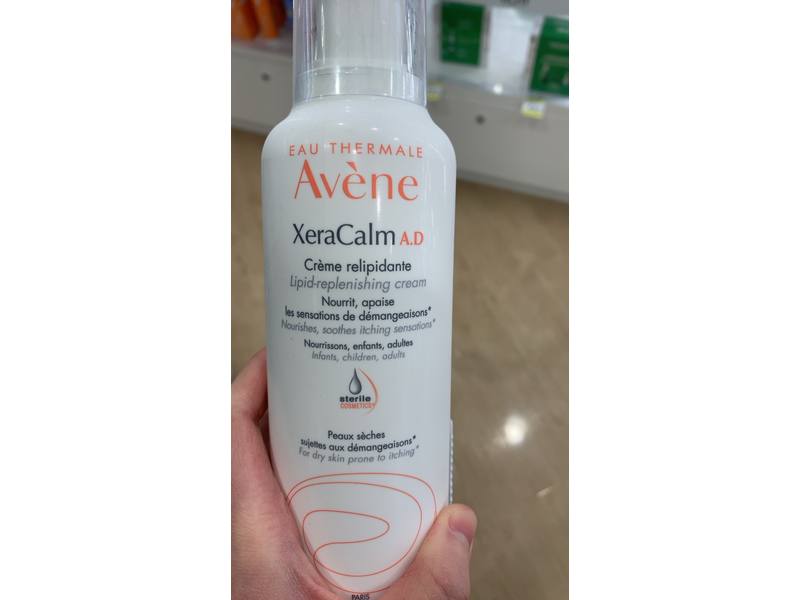 EAU THERMALE
Avène
XeraCalm A.D
Crème relipidante
Lipid-replenishing cream
Nourrit, apaise
les sensations de démangeaisons*
Nourishes, soothes itching sensations*
Nourrissons, enfants, adultes
Infants, children, adults
sterile
COSMETICS
Peaux sèches
sujettes aux démangeaisons*
For dry skin prone to itching*
PARIS